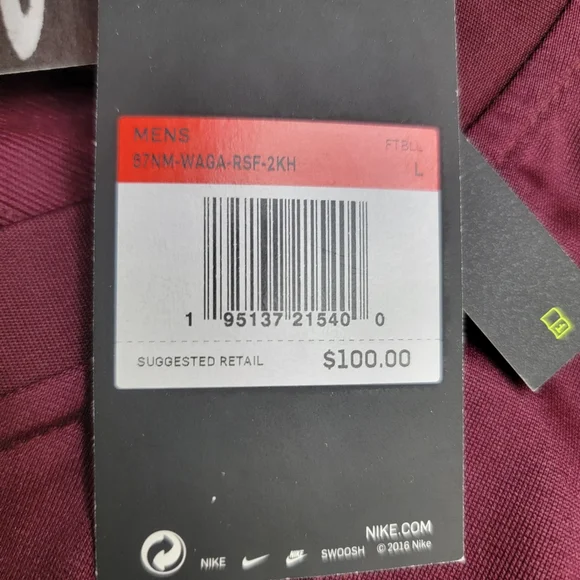 MENS FTBLL
67NM-WAGA-RSF-2KH L
1 95137 21540 0
SUGGESTED RETAIL $100.00
NIKE.COM
NIKE SWOOSH © 2016 Nike